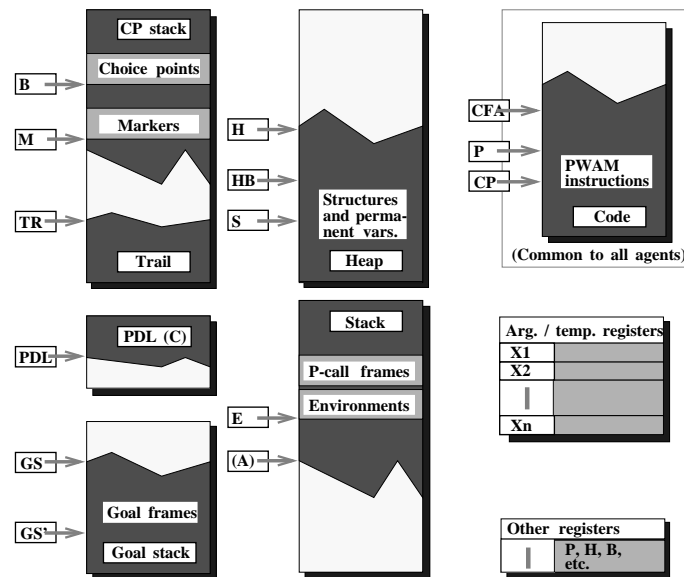 CP stack
Choice points
B
Markers
M
TR
Trail
H
HB
S
Structures
and perma-
nent vars.
Heap
CFA
P
CP
PWAM
instructions
Code
(Common to all agents)
PDL (C)
PDL
GS
Goal frames
GS'
Goal stack
Stack
P-call frames
Environments
E
(A)
Arg. / temp. registers
X1
X2
Xn
Other registers
P, H, B,
etc.